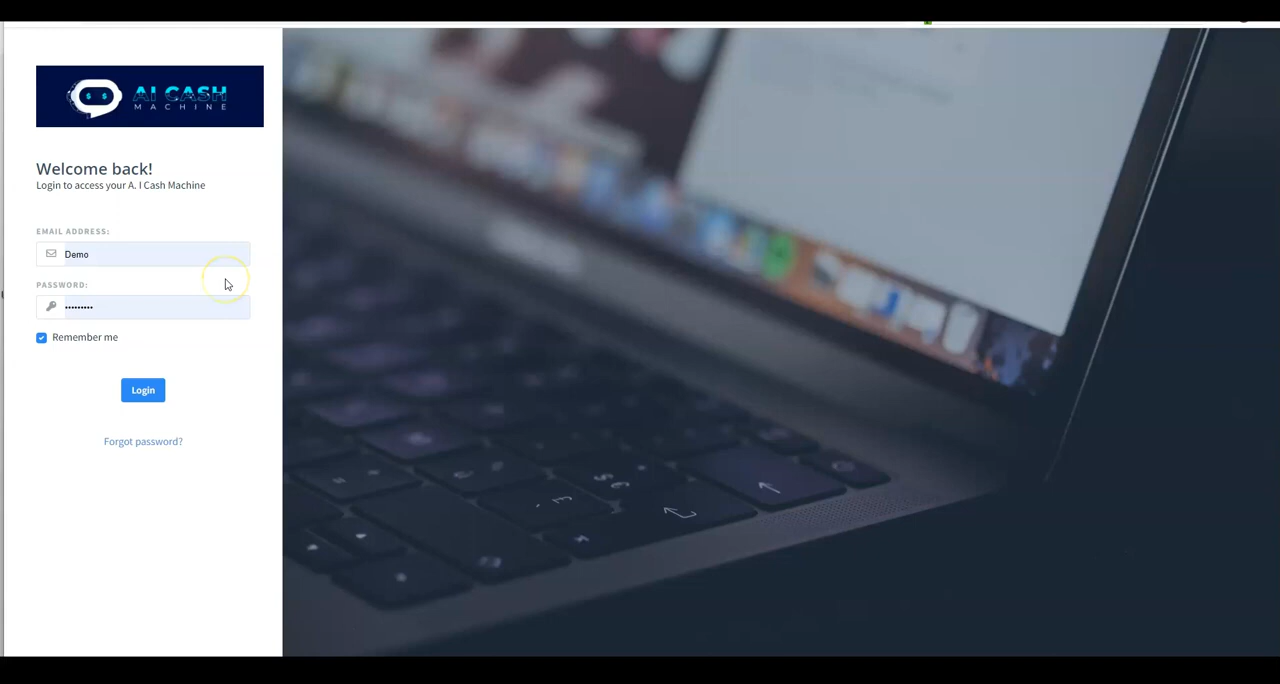 AI CASH
MACHINE
Welcome back!
Login to access your A. I Cash Machine
EMAIL ADDRESS:
Demo
PASSWORD:
•••••••••
Remember me
Login
Forgot password?